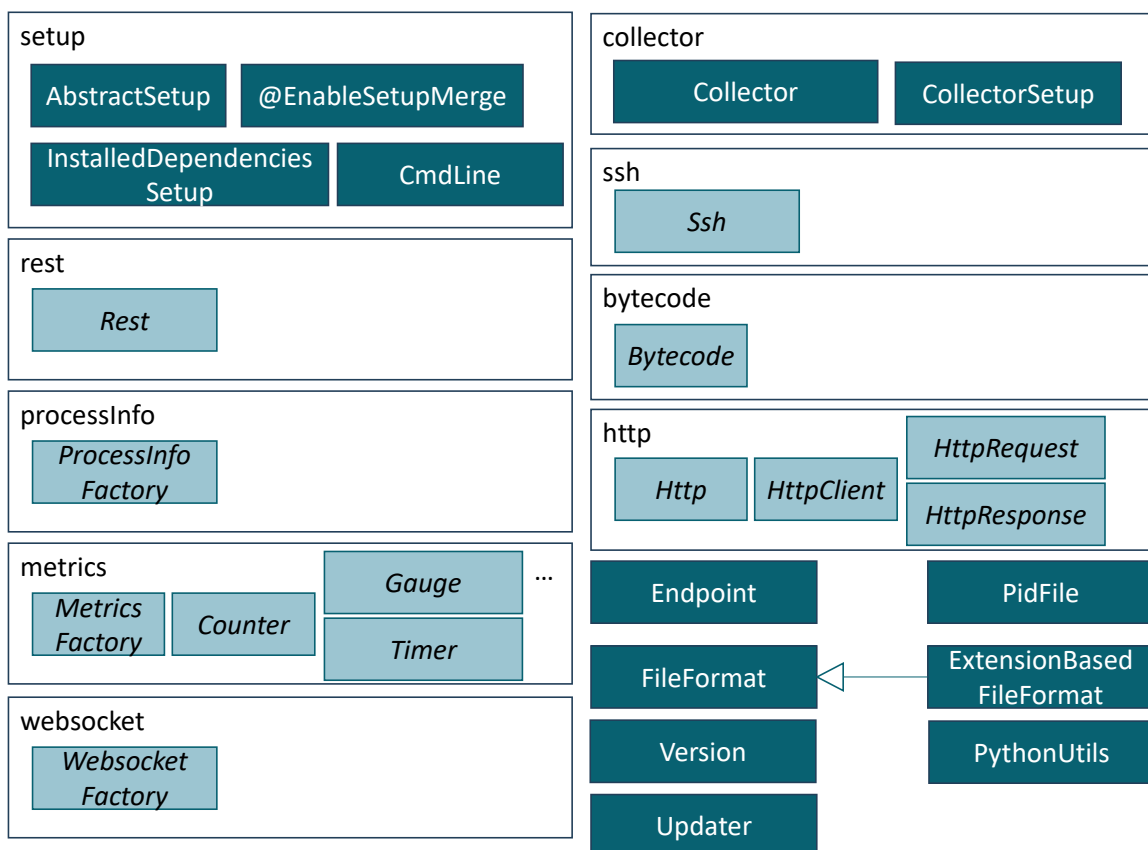 setup
AbstractSetup
@EnableSetupMerge
InstalledDependencies
Setup
CmdLine
rest
Rest
processInfo
ProcessInfo
Factory
metrics
Metrics
Factory
Counter
Gauge
Timer
...
websocket
Websocket
Factory
collector
Collector
CollectorSetup
ssh
Ssh
bytecode
Bytecode
http
Http
HttpClient
HttpRequest
HttpResponse
Endpoint
PidFile
FileFormat
ExtensionBased
FileFormat
Version
PythonUtils
Updater